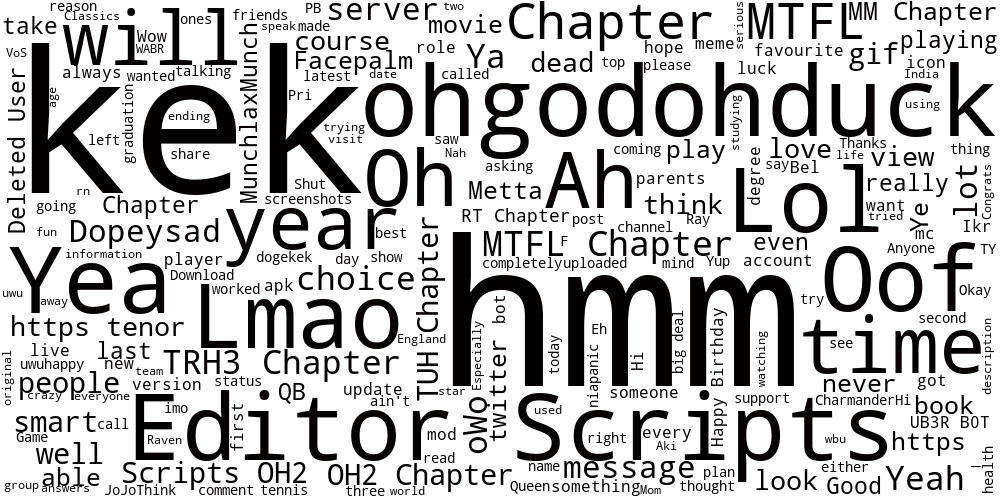 reason
Classics
ones
friends
PB
server
two
serious
MTFL
MM Chapter
take
will
Wow
WABR
speak
made
movie
Chapter
favourite
gif
playing
VoS
course
role
Ya
hope
meme
icon
Facepalm
dead
top
please
luck
India
always
wanted
talking
latest
date
called
Deleted User
kek
age
graduation
MunchlaxMunch
Pri
ohgodohduck
using
left
ending
share
trying
visit
saw
Nah
asking
coming
play
studying
love
Thanks
life
view
thing
rn
Shut
screenshots
Oh
Metta
Ah
parents
think
degree
say
Bel
Lol
really
want
tried
lot
Congrats
going
Chapter
year
RT Chapter
post
channel
Ray
Ye
mc
Ikr
fun
Dopeysad
best
MTFL
F
Chapter
even
account
Anyone
TY
information
player
dogekek
day
show
completely
uploaded
mind
Yup
Yea
Download
worked
apk
choice
TUH Chapter
hmm
Oof
Okay
uwu
away
Lmao
England
try
second
https tenor
Especially
twitter bot
today
Eh
niapanic
Hi
big deal
Happy Birthday
watching
time
see
description
live
last
uwuhappy
new
team
TRH3 Chapter
original
people
version
status
QB
update
ain't
star
someone
support
never
got
crazy
everyone
CharmanderHi
book
smart
call
Editor
imo
first
Raven
mod
oWo
Scripts
used
right
every
Aki
wbu
UB3R BOT
https
Game
well
read
able
Scripts OH2
OH2 Chapter
name
message
plan
look
either
Good
Yeah
health
group
answers
JoJoThink
comment
tennis
three
world
Queen
something
Mom
thought